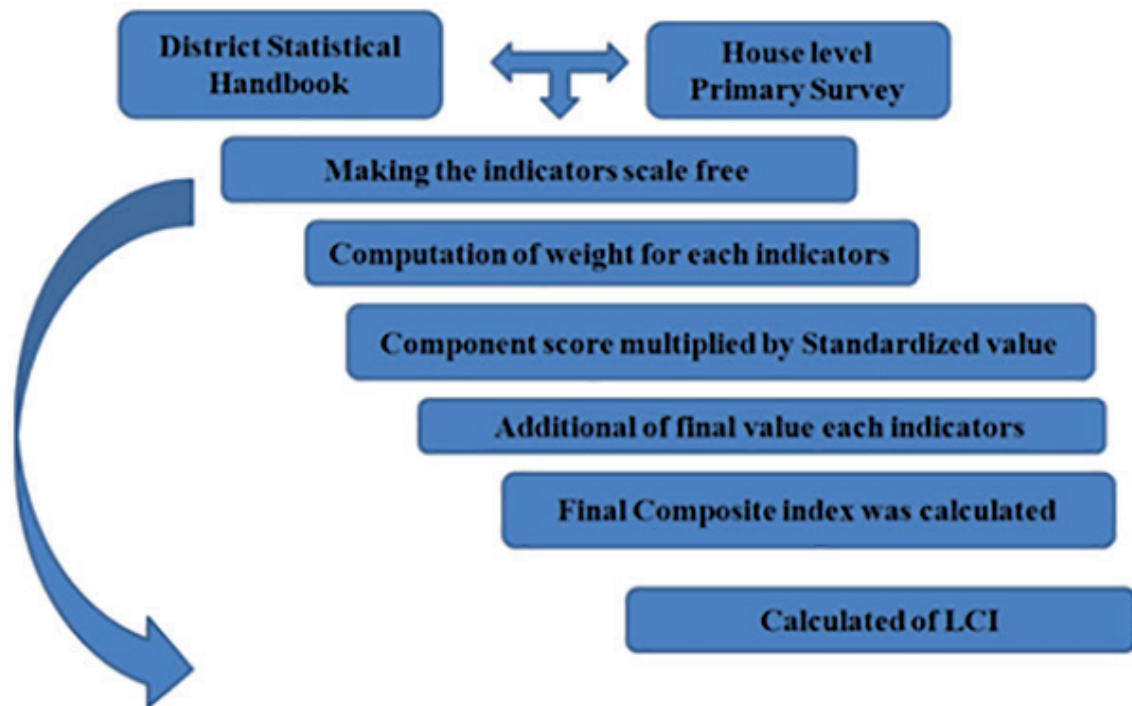 District Statistical
Handbook
House level
Primary Survey
Making the indicators scale free
Computation of weight for each indicators
Component score multiplied by Standardized value
Additional of final value each indicators
Final Composite index was calculated
Calculated of LCI